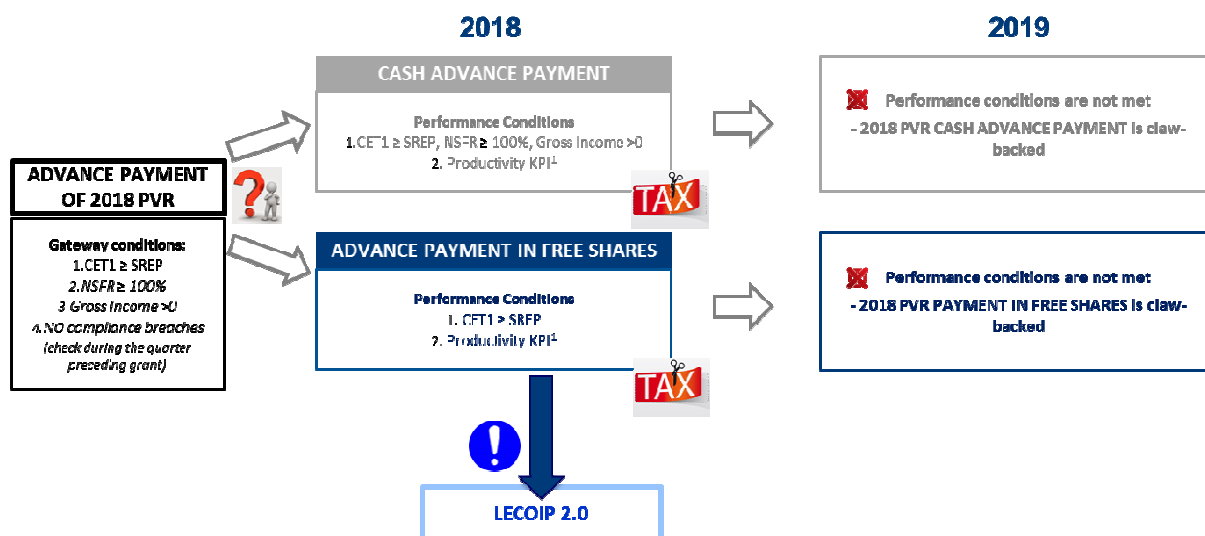 2018
2019
CASH ADVANCE PAYMENT
Performance Conditions
1.CET1 ≥ SREP, NSFR ≥ 100%, Gross Income >0
2. Productivity KPI¹
TAX
Performance conditions are not met
- 2018 PVR CASH ADVANCE PAYMENT is claw-
backed
ADVANCE PAYMENT
OF 2018 PVR
Gateway conditions:
1.CET1 ≥ SREP
2.NSFR ≥ 100%
3 Gross Income >0
4. NO compliance breaches
(check during the quarter
preceding grant)
ADVANCE PAYMENT IN FREE SHARES
Performance Conditions
1. CET1 ≥ SREP
2. Productivity KPI¹
TAX
Performance conditions are not met
- 2018 PVR PAYMENT IN FREE SHARES is claw-
backed
LECOIP 2.0